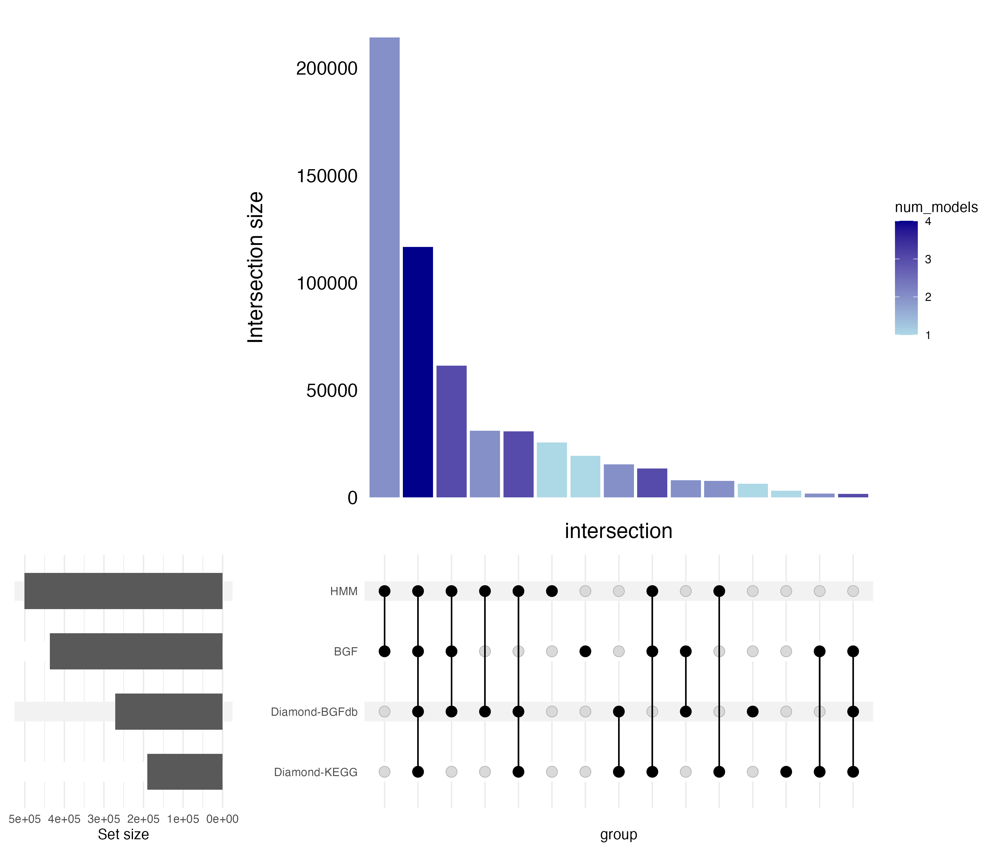 200000
150000
100000
50000
0
Intersection size
intersection
num_models
4
3
2
1
HMM
BGF
Diamond-BGFdb
Diamond-KEGG
5e+05 4e+05 3e+05 2e+05 1e+05 0e+00
Set size
group